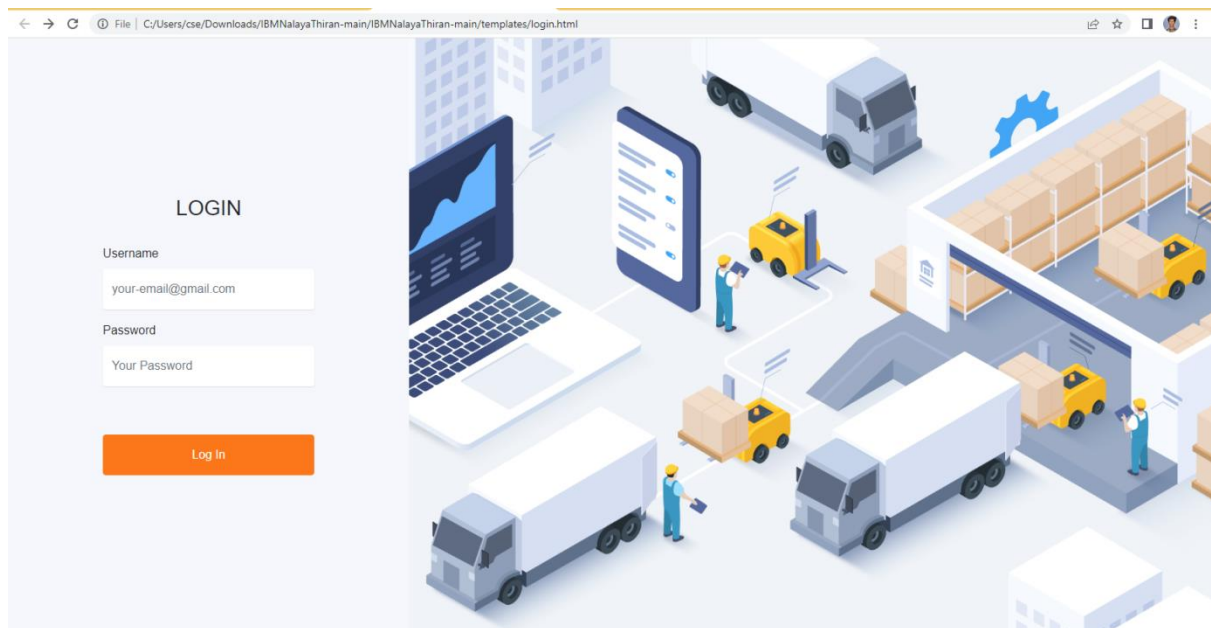 File | C:/Users/cse/Downloads/IBMNalayaThiran-main/IBMNalayaThiran-main/templates/login.html
LOGIN
Username
your-email@gmail.com
Password
Your Password
Log In